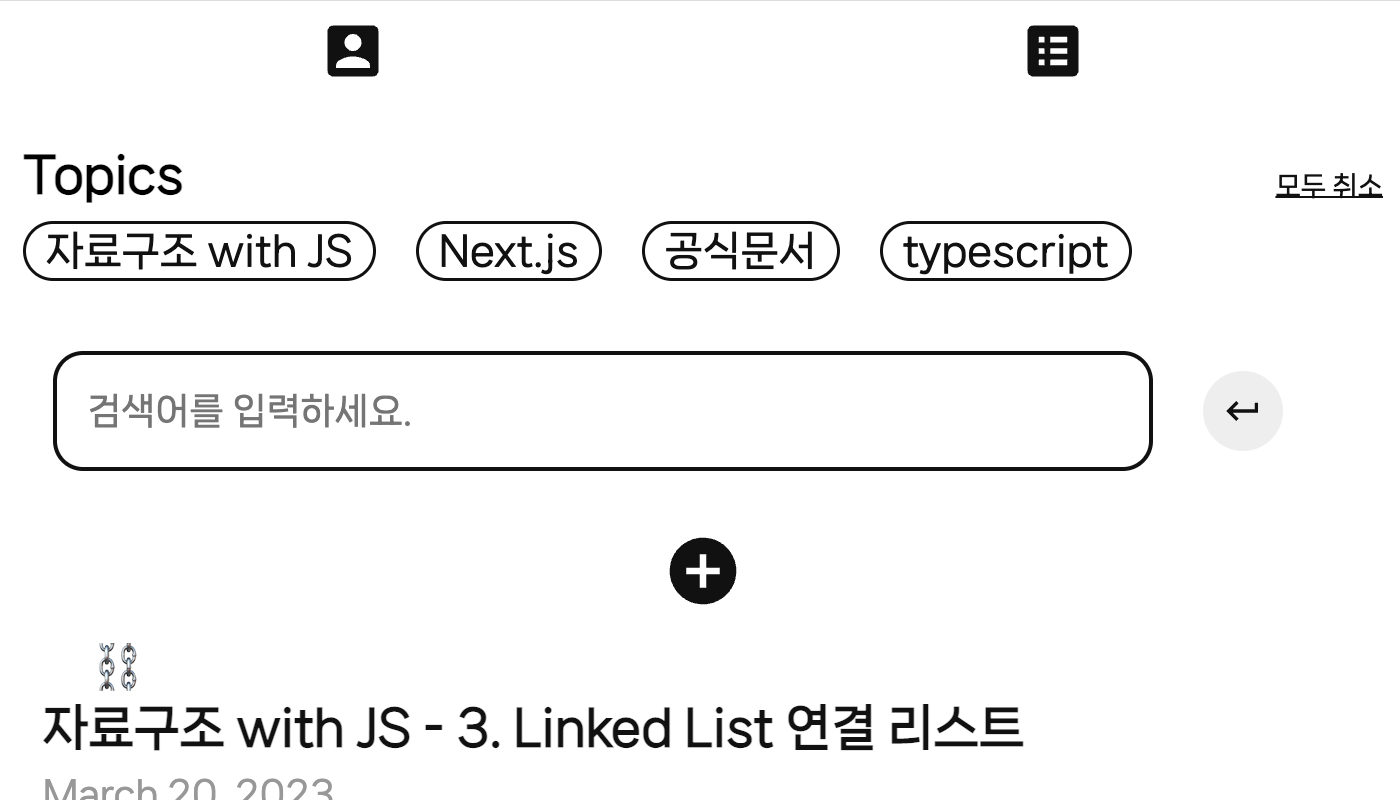 Topics
모두 취소
자료구조 with JS
Next.js
공식문서
typescript
검색어를 입력하세요.
자료구조 with JS - 3. Linked List 연결 리스트
March 20, 2023